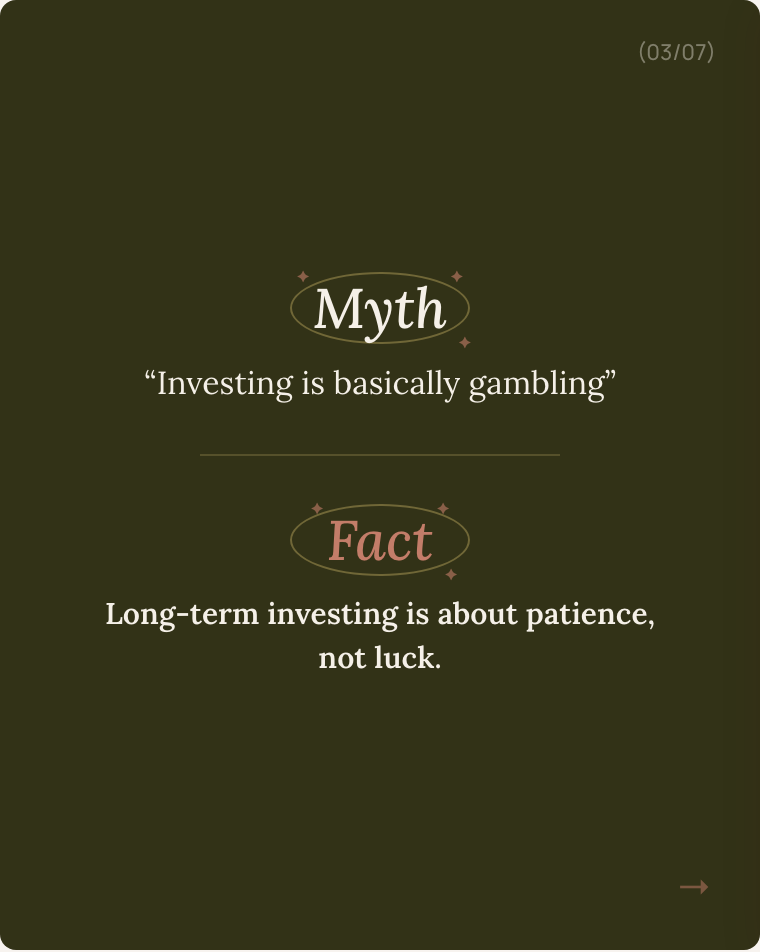 (03/07)
Myth
“Investing is basically gambling”
Fact
Long-term investing is about patience,
not luck.